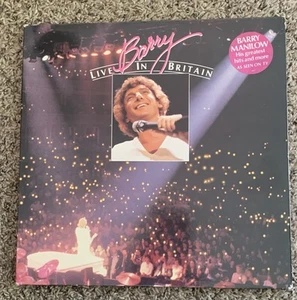 Barry
LIVE IN BRITAIN
BARRY
MANILOW
His greatest
hits and more
AS SEEN ON TV